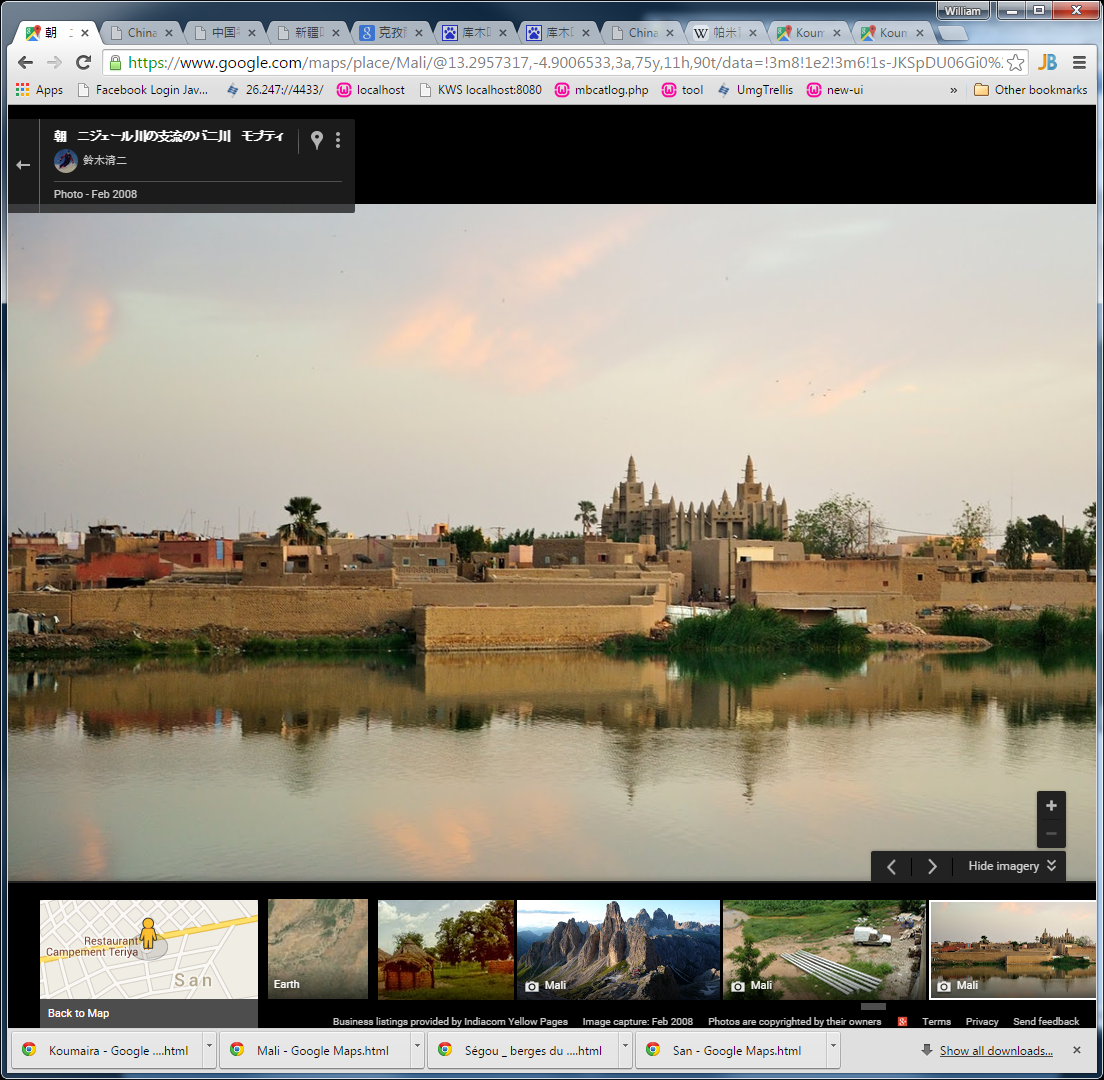 William
朝
China
中国
新疆
克孜
库木
库木
China
帕米
Koum
Koum
https://www.google.com/maps/place/Mali/@13.2957317,-4.9006533,3a,75y,11h,90t/data=!3m8!1e2!3m6!1s-JKSpDU06Gi0%
Apps
Facebook Login Jav...
26.247:/4433/
localhost
KWS localhost:8080
mbcatlog.php
tool
UmgTrellis
new-ui
»
Other bookmarks
朝 ニジェール川の支流のバニ川 モプティ
鈴木清二
Photo - Feb 2008
Hide imagery
Restaurant
Campement Teriya
San
Back to Map
Earth
Mali
Mali
Mali
Business listings provided by Indiacom Yellow Pages Image capture: Feb 2008 Photos are copyrighted by their owners Terms Privacy Send feedback
Koumaira - Google ....html
Mali - Google Maps.html
Ségou _ berges du ....html
San - Google Maps.html
Show all downloads...